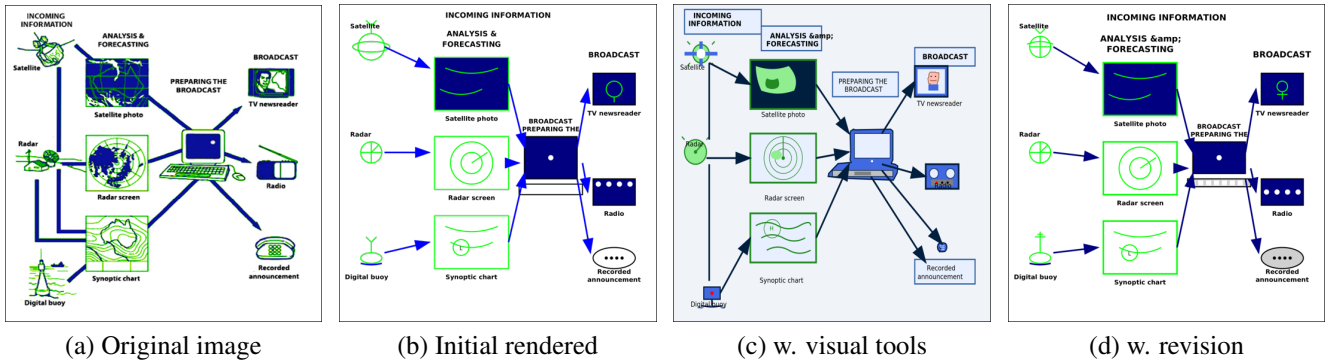 INCOMING
INFORMATION
ANALYSIS &
FORECASTING
BROADCAST
PREPARING THE
BROADCAST
Satellite
Satellite photo
TV newsreader
Radar
Radar screen
Radio
Synoptic chart
Recorded
announcement
Digital buoy
(a) Original image
INCOMING INFORMATION
Satellite
ANALYSIS &
FORECASTING
BROADCAST
Satellite photo
TV newsreader
BROADCAST
PREPARING THE
Radar
Radar screen
Radio
Digital buoy
Synoptic chart
Recorded
announcement
(b) Initial rendered
INCOMING
INFORMATION
ANALYSIS &amp;
FORECASTING
BROADCAST
Satellite
PREPARING THE
BROADCAST
TV newsreader
Satellite photo
Radar
Radar screen
H
Recorded
announcement
Synoptic chart
Digital buoy
(c) w. visual tools
INCOMING INFORMATION
Satellite
ANALYSIS &amp;
FORECASTING
BROADCAST
Satellite photo
TV newsreader
BROADCAST
PREPARING THE
Radar
Radar screen
Radio
L
Digital buoy
Synoptic chart
Recorded
announcement
(d) w. revision